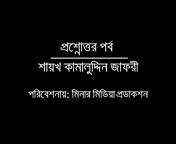 প্রশ্নোত্তর পর্ব
শায়খ কামালুদ্দিন জাফরী
পরিবেশনায়: মিনার মিডিয়া প্রডাকশন